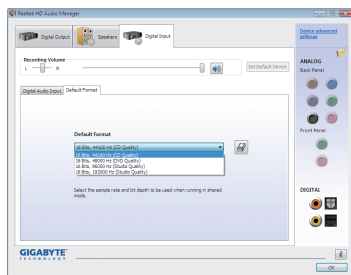 Realtek HD Audio Manager
Digital Output
Speakers
Digital Input
Device advanced
settings
Recording Volume
L
R
Set Default Device
Digital Audio Input
Default Format
Default Format
16 Bits, 44100 Hz (CD Quality)
16 Bits, 44100 Hz (CD Quality)
16 Bits, 48000 Hz (DVD Quality)
16 Bits, 96000 Hz (Studio Quality)
16 Bits, 192000 Hz (Studio Quality)
Select the sample rate and bit depth to be used when running in shared
mode.
ANALOG
Back Panel
Front Panel
DIGITAL
GIGABYTE
TECHNOLOGY
i
OK